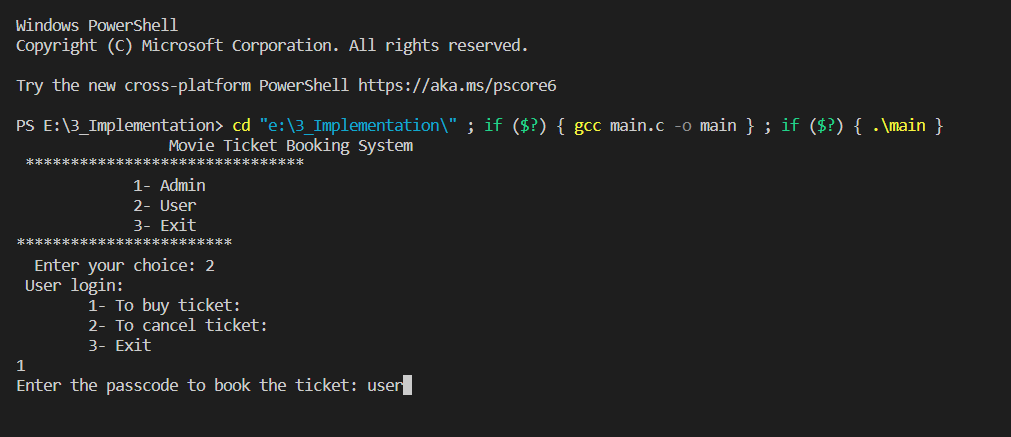 Windows PowerShell
Copyright (C) Microsoft Corporation. All rights reserved.
Try the new cross-platform PowerShell https://aka.ms/pscore6
PS E:\3_Implementation> cd "e:\3_Implementation\" ; if ($?) { gcc main.c -o main } ; if ($?) { .\main }
Movie Ticket Booking System
*******************************
1- Admin
2- User
3- Exit
************************
Enter your choice: 2
User login:
1- To buy ticket:
2- To cancel ticket:
3- Exit
1
Enter the passcode to book the ticket: user